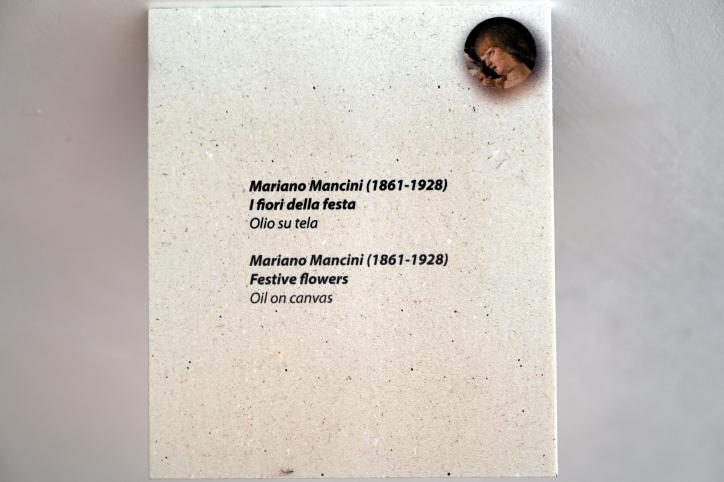 Mariano Mancini (1861-1928)
I fiori della festa
Olio su tela
Mariano Mancini (1861-1928)
Festive flowers
Oil on canvas